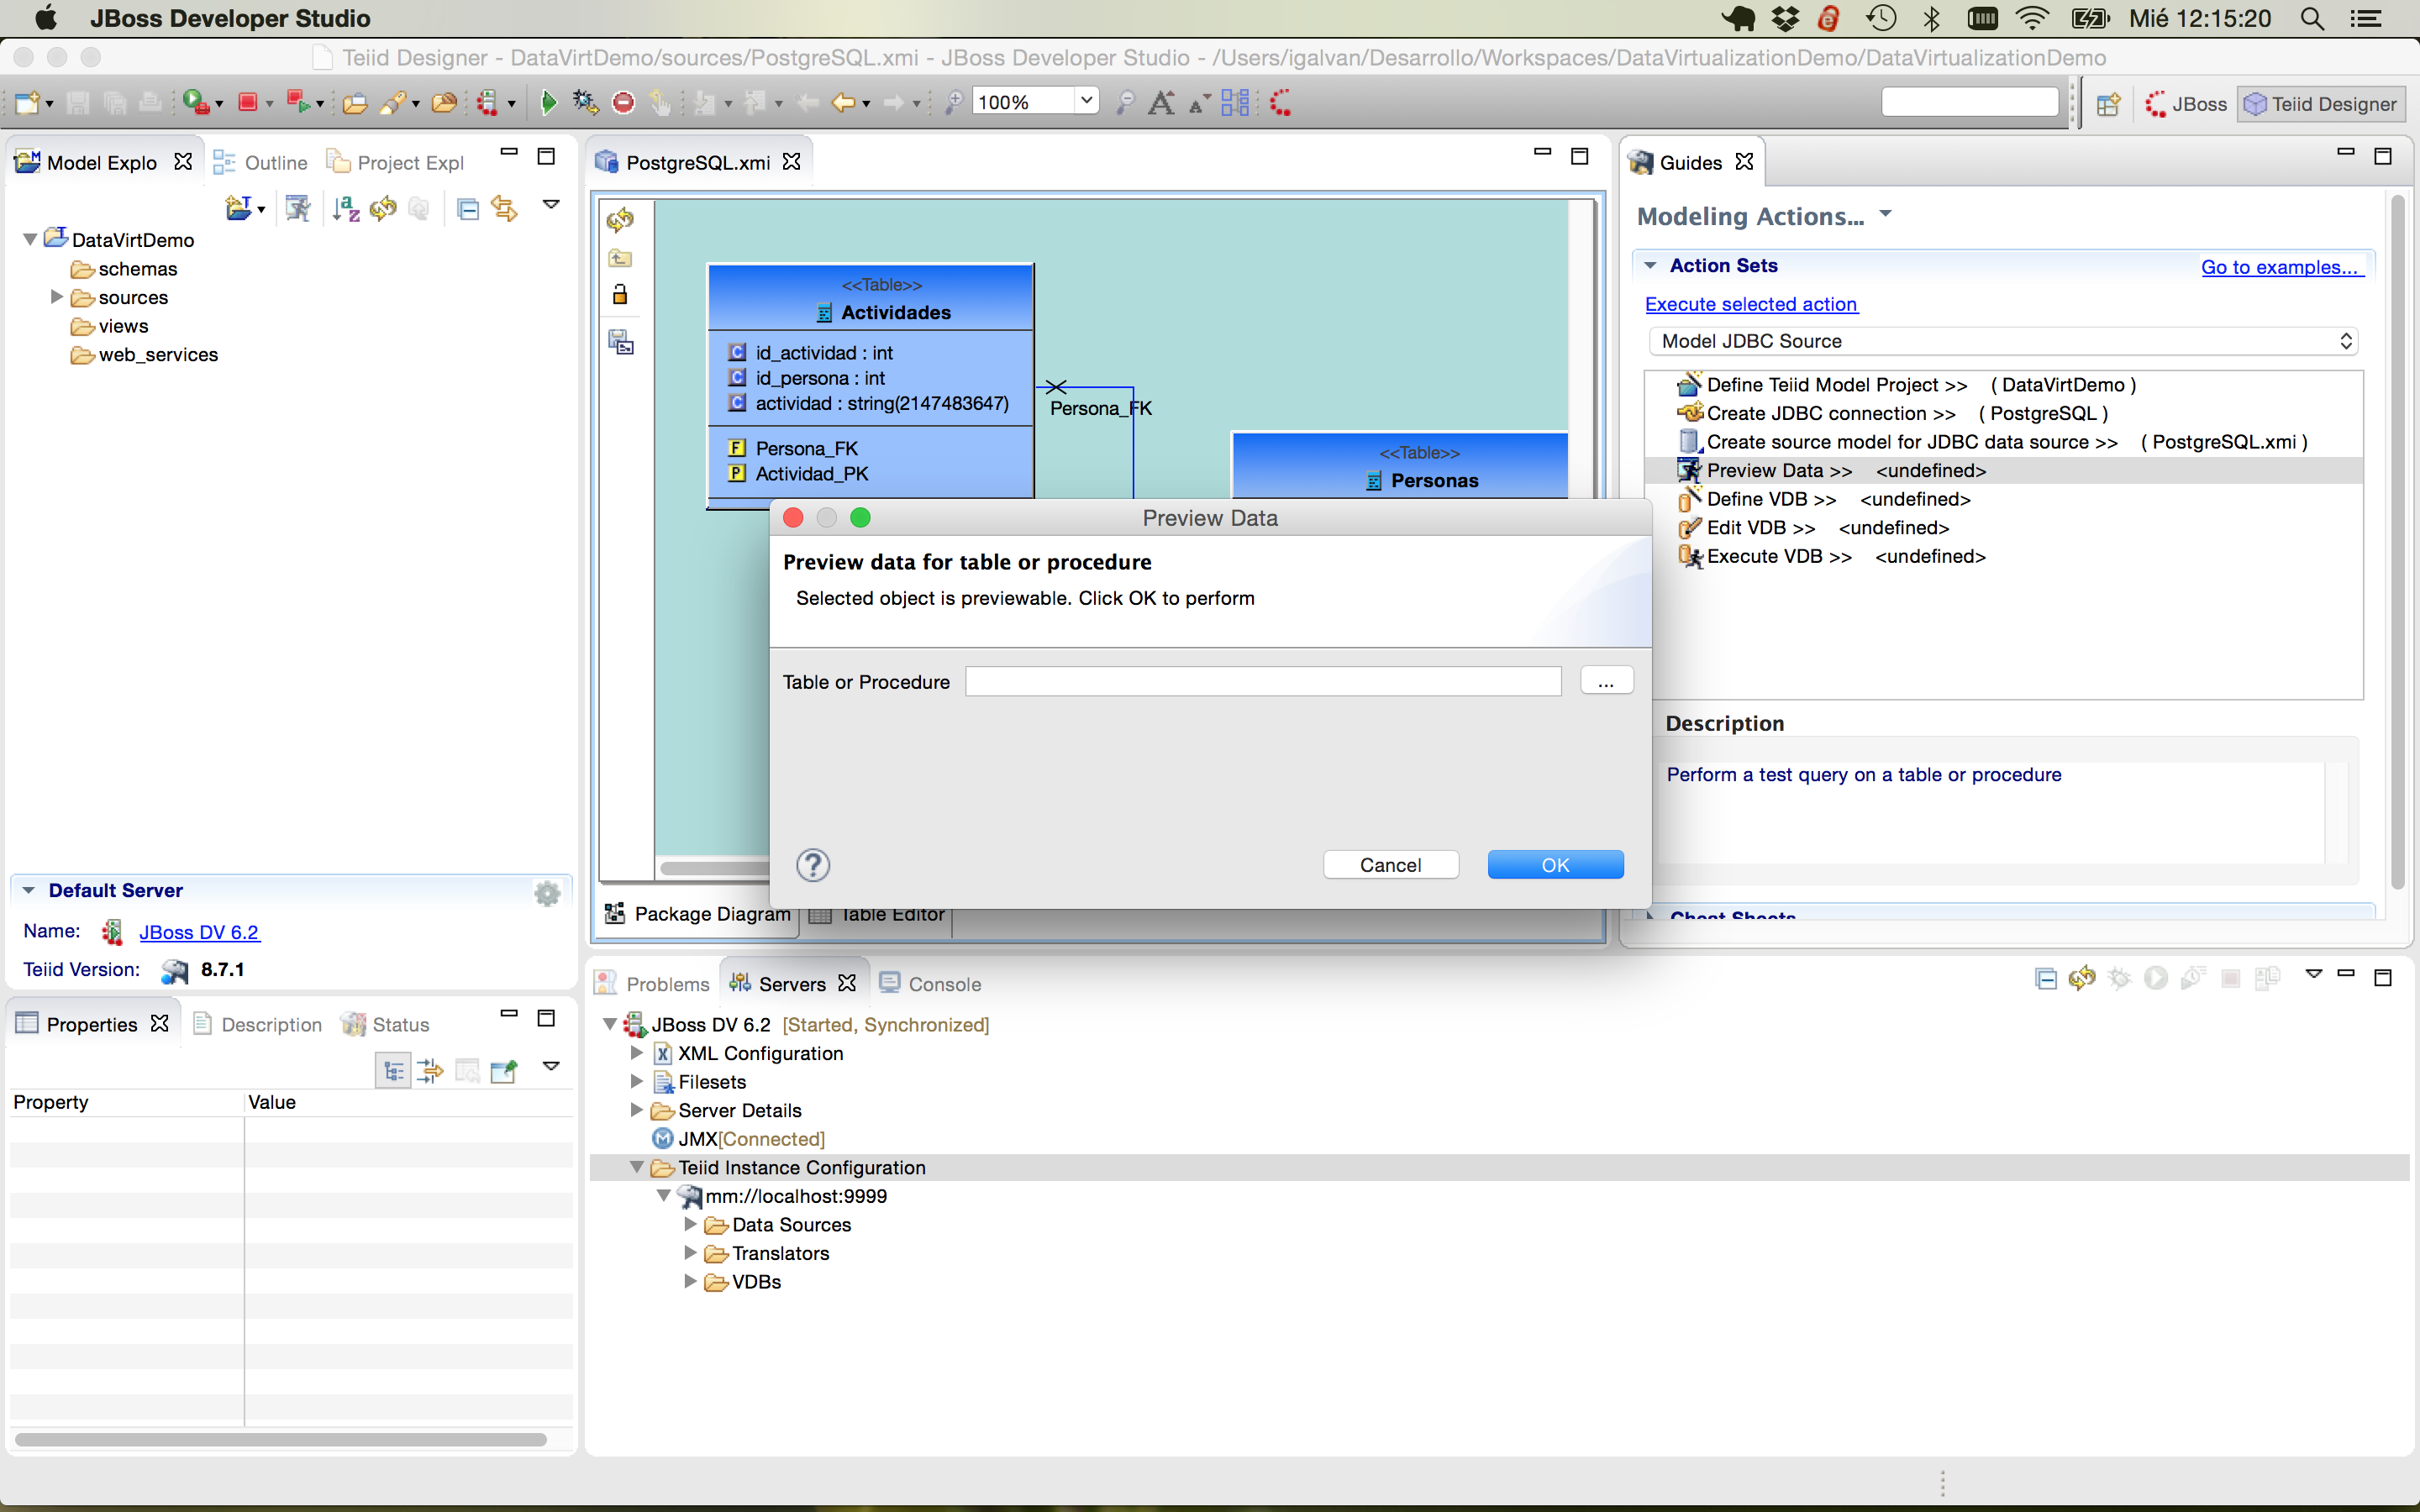 JBoss Developer Studio
Mié 12:15:20
Teiid Designer - DataVirtDemo/sources/PostgreSQL.xmi - JBoss Developer Studio - /Users/igalvan/Desarrollo/Workspaces/DataVirtualizationDemo/DataVirtualizationDemo
100%
JBoss
Teiid Designer
Model Explo
Outline
Project Expl
DataVirtDemo
schemas
sources
views
web_services
Default Server
Name: JBoss DV 6.2
Teiid Version: 8.7.1
Properties
Description
Status
Property
Value
PostgreSQL.xmi
<<Table>>
Actividades
id_actividad : int
id_persona : int
actividad : string(2147483647)
Persona_FK
Actividad_PK
Persona_FK
<<Table>>
Personas
Package Diagram
Table Editor
Preview Data
Preview data for table or procedure
Selected object is previewable. Click OK to perform
Table or Procedure
...
?
Cancel
OK
Guides
Modeling Actions...
Action Sets
Go to examples...
Execute selected action
Model JDBC Source
Define Teiid Model Project >> ( DataVirtDemo )
Create JDBC connection >> ( PostgreSQL )
Create source model for JDBC data source >> ( PostgreSQL.xmi )
Preview Data >> <undefined>
Define VDB >> <undefined>
Edit VDB >> <undefined>
Execute VDB >> <undefined>
Description
Perform a test query on a table or procedure
Cheat Sheets
Problems
Servers
Console
JBoss DV 6.2 [Started, Synchronized]
XML Configuration
Filesets
Server Details
JMX[Connected]
Teiid Instance Configuration
mm://localhost:9999
Data Sources
Translators
VDBs